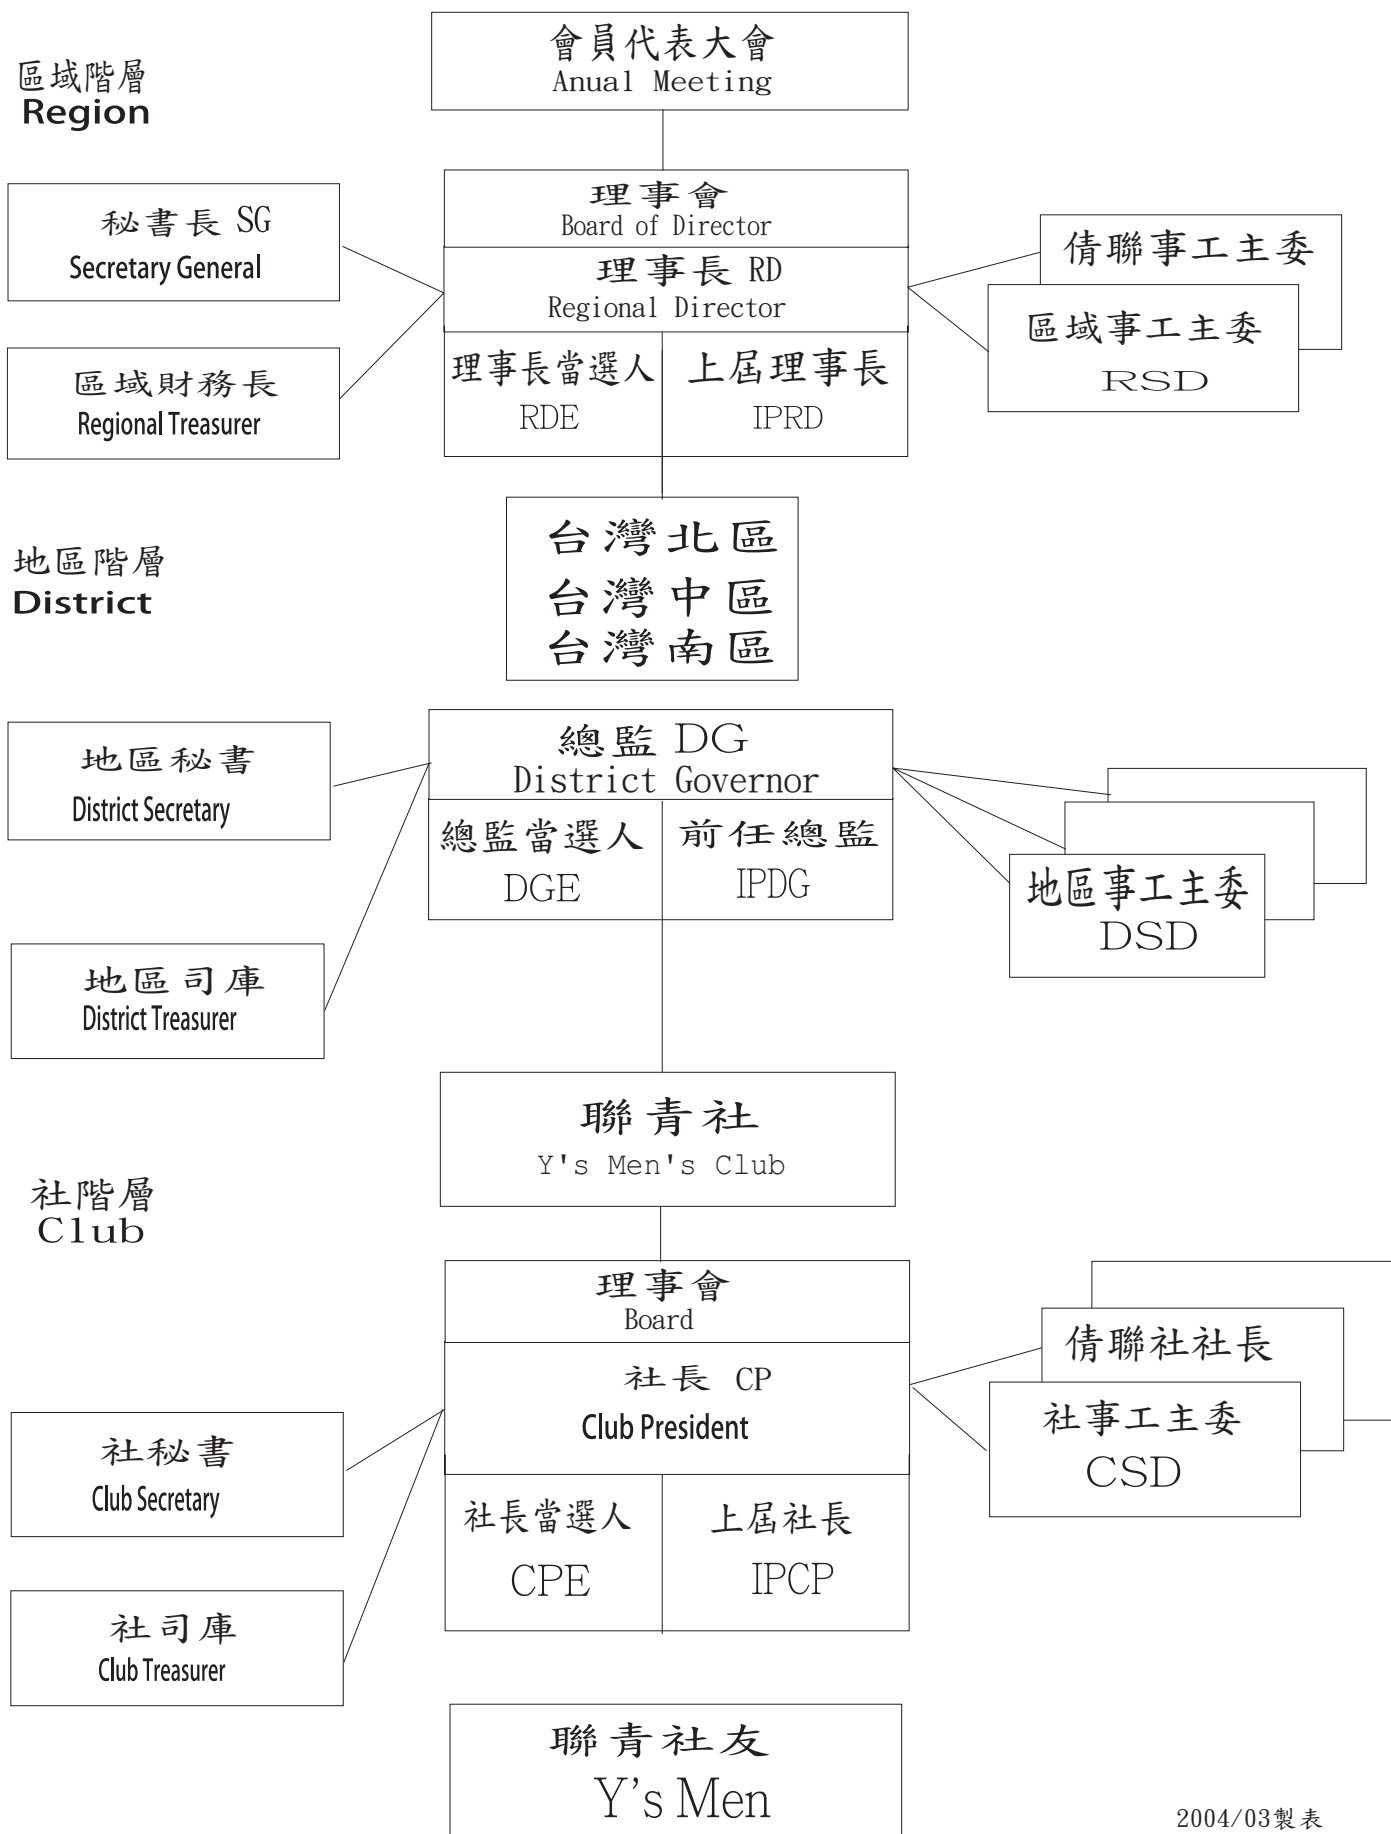 會員代表大會
Anual Meeting
區域階層
Region
理事會
Board of Director
秘書長 SG
Secretary General
理事長 RD
Regional Director
倩聯事工主委
區域事工主委
RSD
區域財務長
Regional Treasurer
理事長當選人
RDE
上屆理事長
IPRD
地區階層
District
台灣北區
台灣中區
台灣南區
地區秘書
District Secretary
總監 DG
District Governor
總監當選人
DGE
前任總監
IPDG
地區事工主委
DSD
地區司庫
District Treasurer
聯青社
Y's Men's Club
社階層
Club
理事會
Board
社長 CP
Club President
倩聯社社長
社事工主委
CSD
社秘書
Club Secretary
社長當選人
CPE
上屆社長
IPCP
社司庫
Club Treasurer
聯青社友
Y's Men
2004/03製表